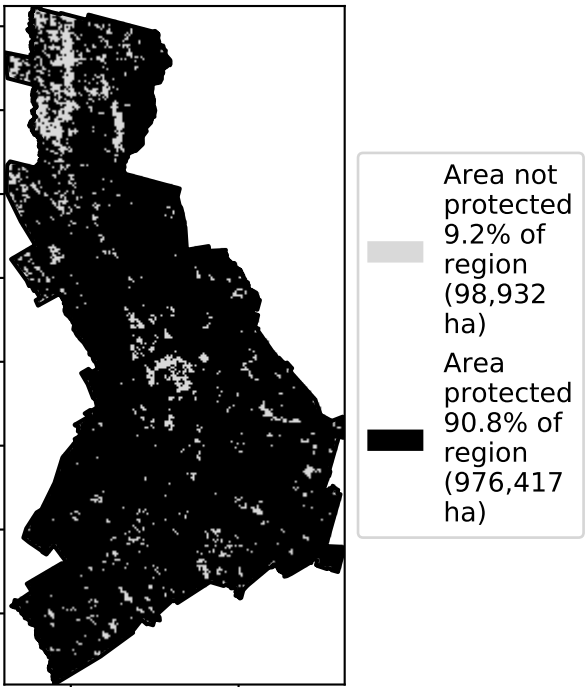 Area not
protected
9.2% of
region
(98,932
ha)
Area
protected
90.8% of
region
(976,417
ha)